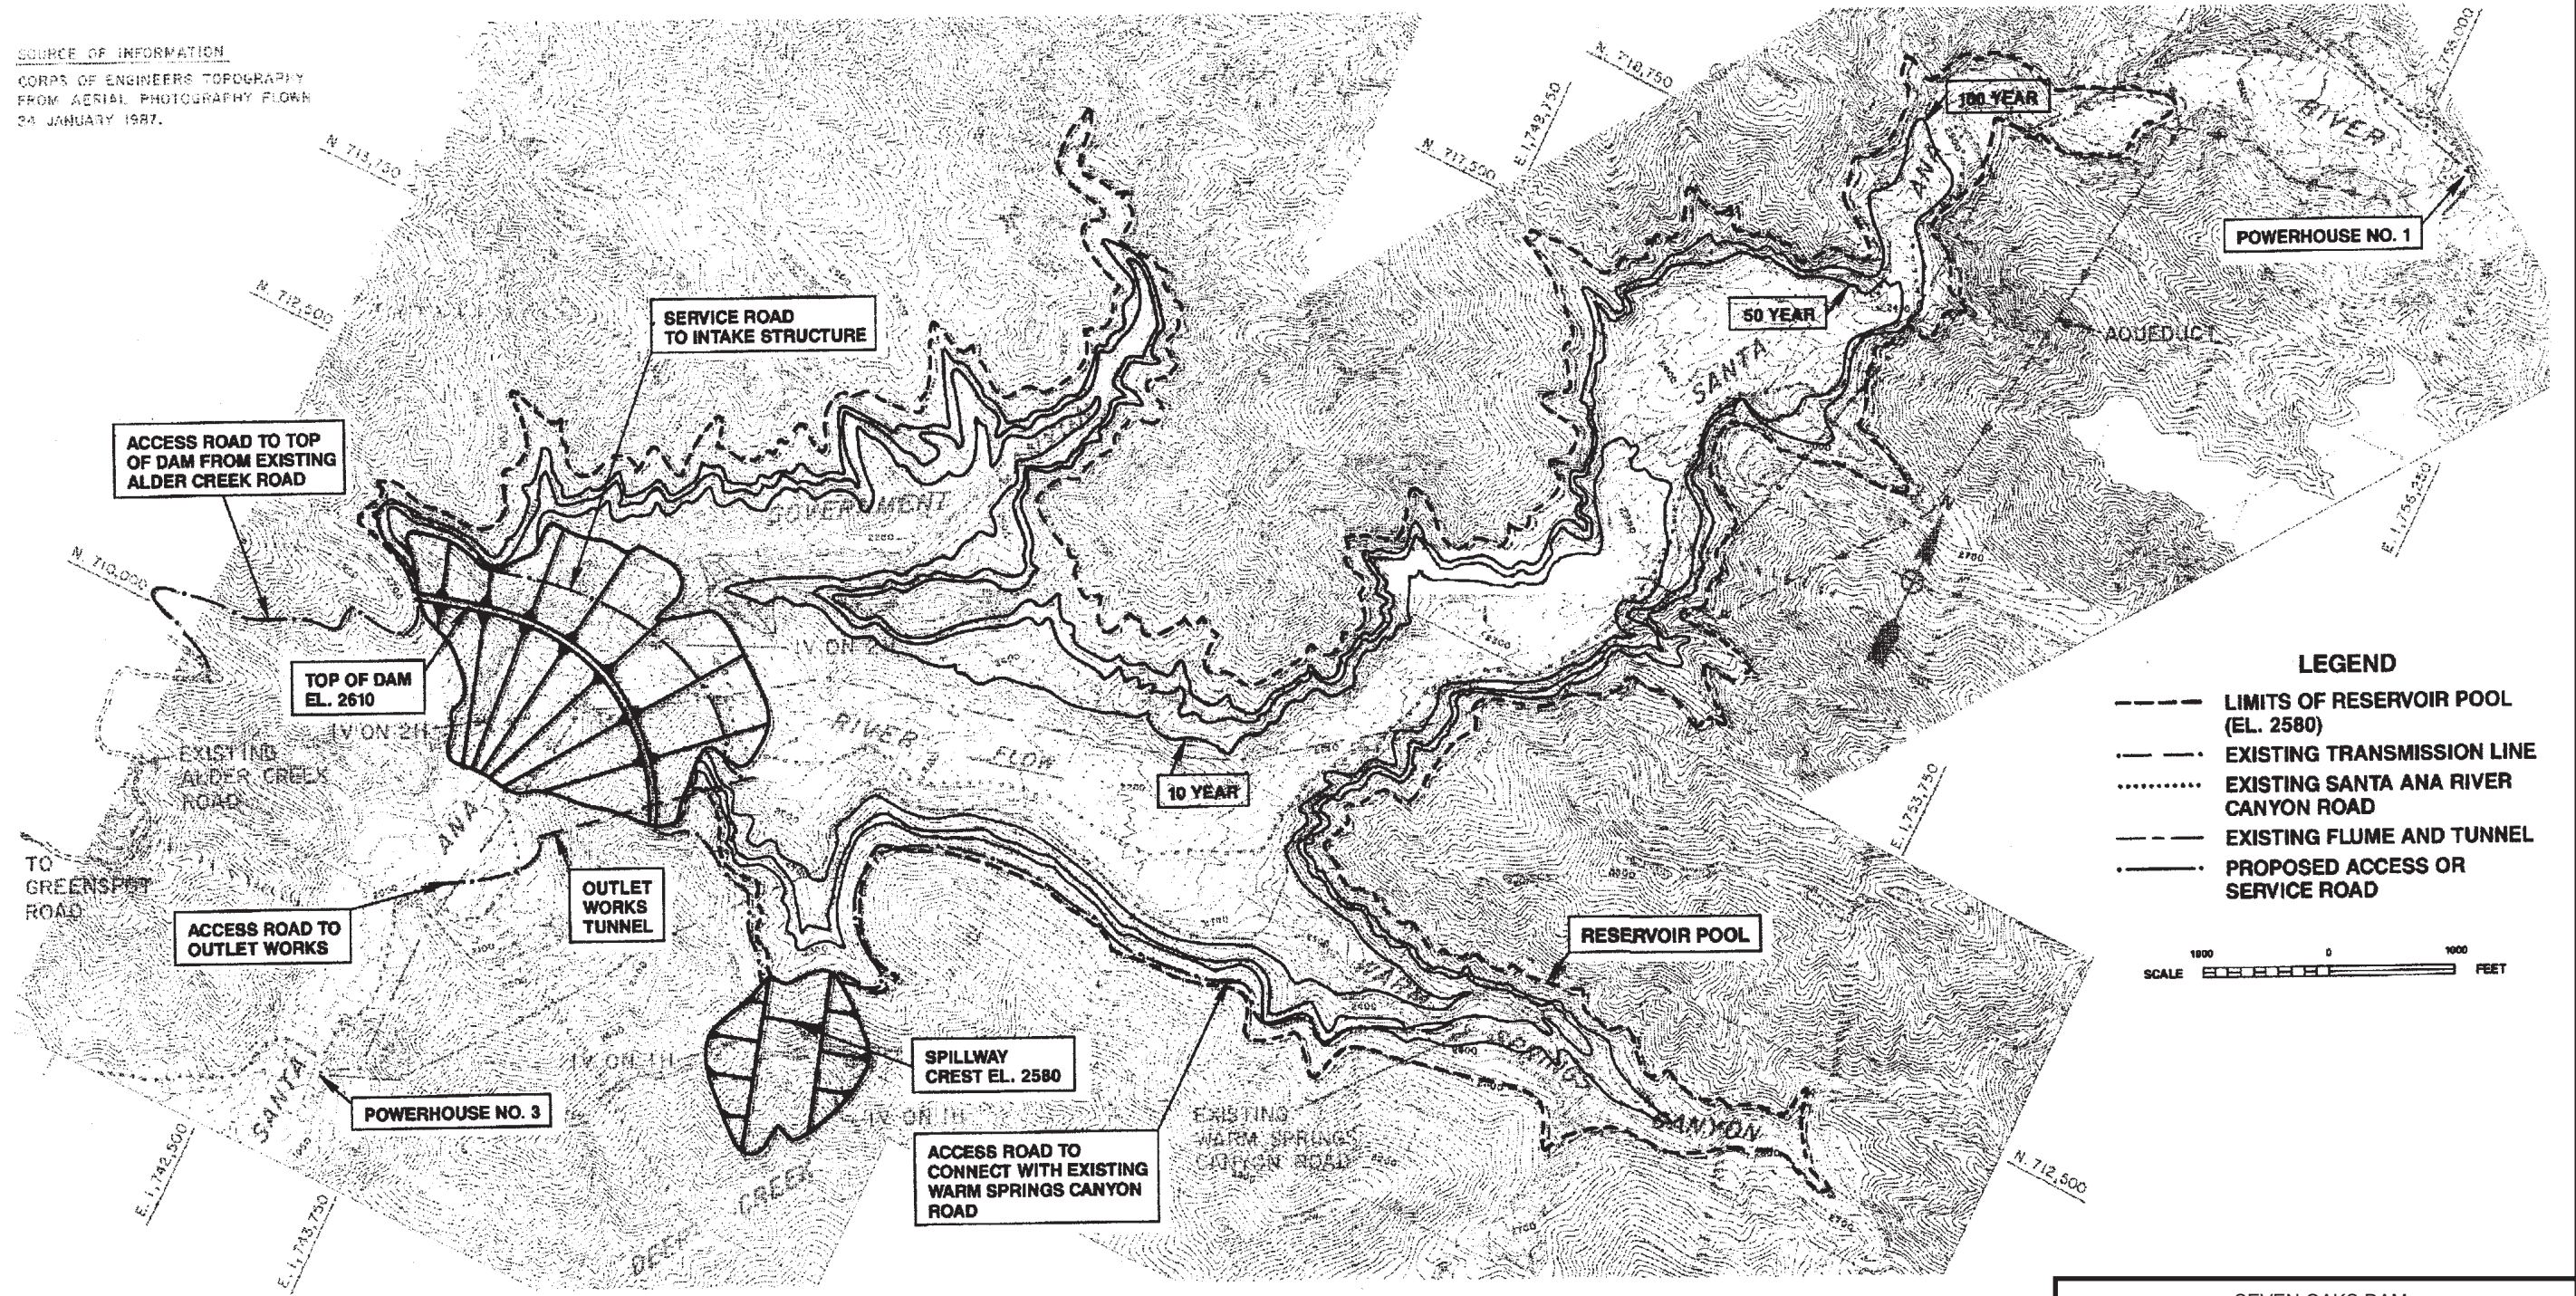 SOURCE OF INFORMATION
CORPS OF ENGINEERS TOPOGRAPHY
FROM AERIAL PHOTOGRAPHY FLOWN
24 JANUARY 1987.
N. 713,750
N. 712,500
N. 710,000
N. 718,750
N. 717,500
E. 1,748,750
100 YEAR
RIVER
POWERHOUSE NO. 1
ANA
50 YEAR
AQUEDUCT
SANTA
SERVICE ROAD
TO INTAKE STRUCTURE
ACCESS ROAD TO TOP
OF DAM FROM EXISTING
ALDER CREEK ROAD
GOVERNMENT
TOP OF DAM
EL. 2610
1V ON 2H
EXISTING
ALDER CREEK
ROAD
RIVER
FLOW
10 YEAR
ANA
TO
GREENSPOT
ROAD
OUTLET
WORKS
TUNNEL
ACCESS ROAD TO
OUTLET WORKS
RESERVOIR POOL
WARM
SPRINGS
CANYON
SPILLWAY
CREST EL. 2580
1V ON 1H
1V ON 1H
POWERHOUSE NO. 3
SANTA
ACCESS ROAD TO
CONNECT WITH EXISTING
WARM SPRINGS CANYON
ROAD
EXISTING
WARM SPRINGS
CANYON ROAD
DEEP CREEK
E. 1,742,500
E. 1,743,750
E. 1,753,750
N. 712,500
LEGEND
LIMITS OF RESERVOIR POOL
(EL. 2580)
EXISTING TRANSMISSION LINE
EXISTING SANTA ANA RIVER
CANYON ROAD
EXISTING FLUME AND TUNNEL
PROPOSED ACCESS OR
SERVICE ROAD
1000 0 1000
SCALE FEET